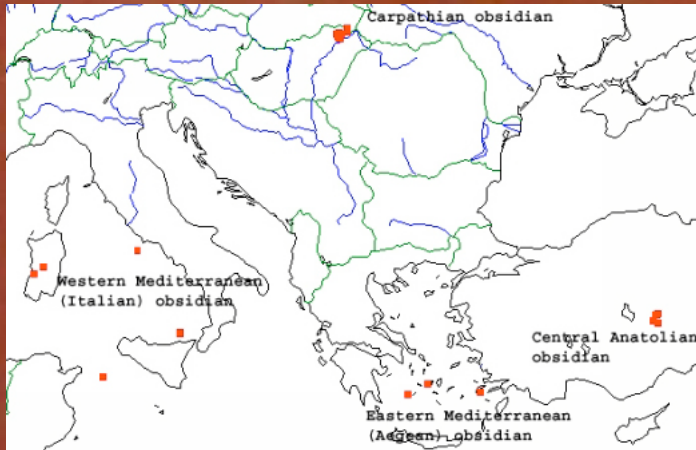 Carpathian obsidian
Western Mediterranean
(Italian) obsidian
Central Anatolian
obsidian
Eastern Mediterranean
(Aegean) obsidian